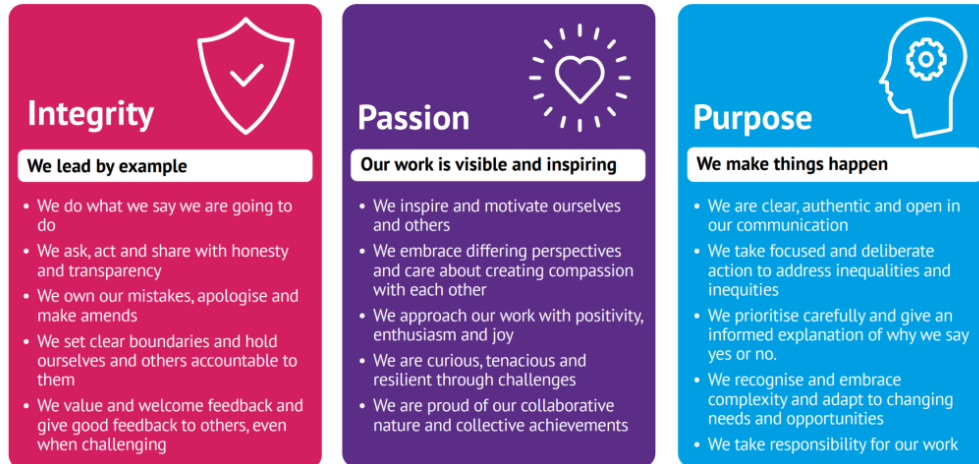 Integrity
We lead by example
• We do what we say we are going to
do
• We ask, act and share with honesty
and transparency
• We own our mistakes, apologise and
make amends
• We set clear boundaries and hold
ourselves and others accountable to
them
• We value and welcome feedback and
give good feedback to others, even
when challenging
Passion
Our work is visible and inspiring
• We inspire and motivate ourselves
and others
• We embrace differing perspectives
and care about creating compassion
with each other
• We approach our work with positivity,
enthusiasm and joy
• We are curious, tenacious and
resilient through challenges
• We are proud of our collaborative
nature and collective achievements
Purpose
We make things happen
• We are clear, authentic and open in
our communication
• We take focused and deliberate
action to address inequalities and
inequities
• We prioritise carefully and give an
informed explanation of why we say
yes or no.
• We recognise and embrace
complexity and adapt to changing
needs and opportunities
• We take responsibility for our work